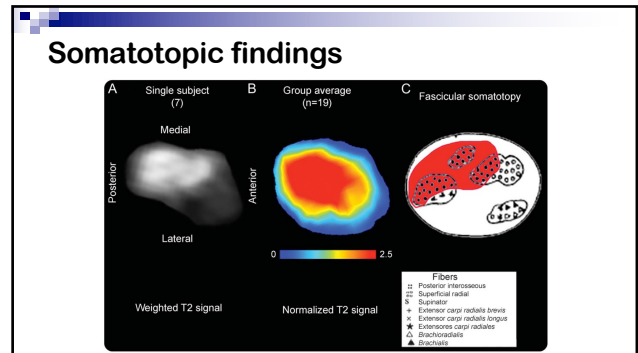 Somatotopic findings
A Single subject (7)
B Group average (n=19)
C Fascicular somatotopy
Medial
Posterior
Anterior
Lateral
0 2.5
Weighted T2 signal
Normalized T2 signal
Fibers
Posterior interosseous
Superficial radial
S Supinator
+ Extensor carpi radialis brevis
× Extensor carpi radialis longus
★ Extensores carpi radiales
△ Brachioradialis
▲ Brachialis